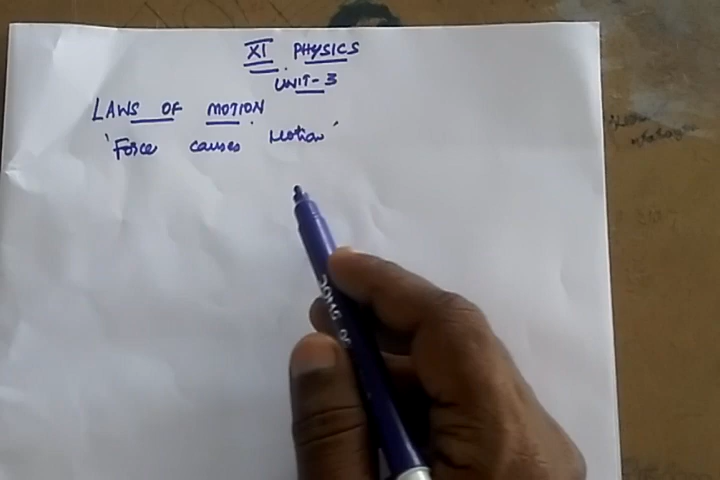 XI PHYSICS
UNIT-3
LAWS OF MOTION
'Force causes Motion'